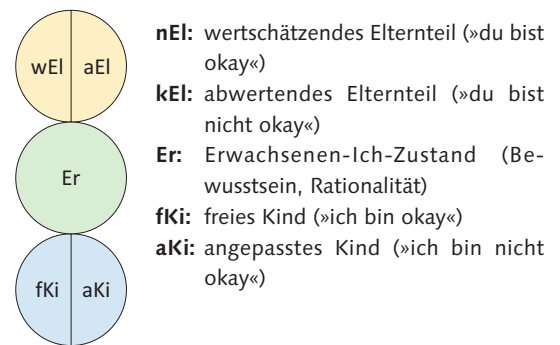 wEl aEl
Er
fKi aKi
nEl: wertschätzendes Elternteil (»du bist
okay«)
kEl: abwertendes Elternteil (»du bist
nicht okay«)
Er: Erwachsenen-Ich-Zustand (Be-
wusstsein, Rationalität)
fKi: freies Kind (»ich bin okay«)
aKi: angepasstes Kind (»ich bin nicht
okay«)